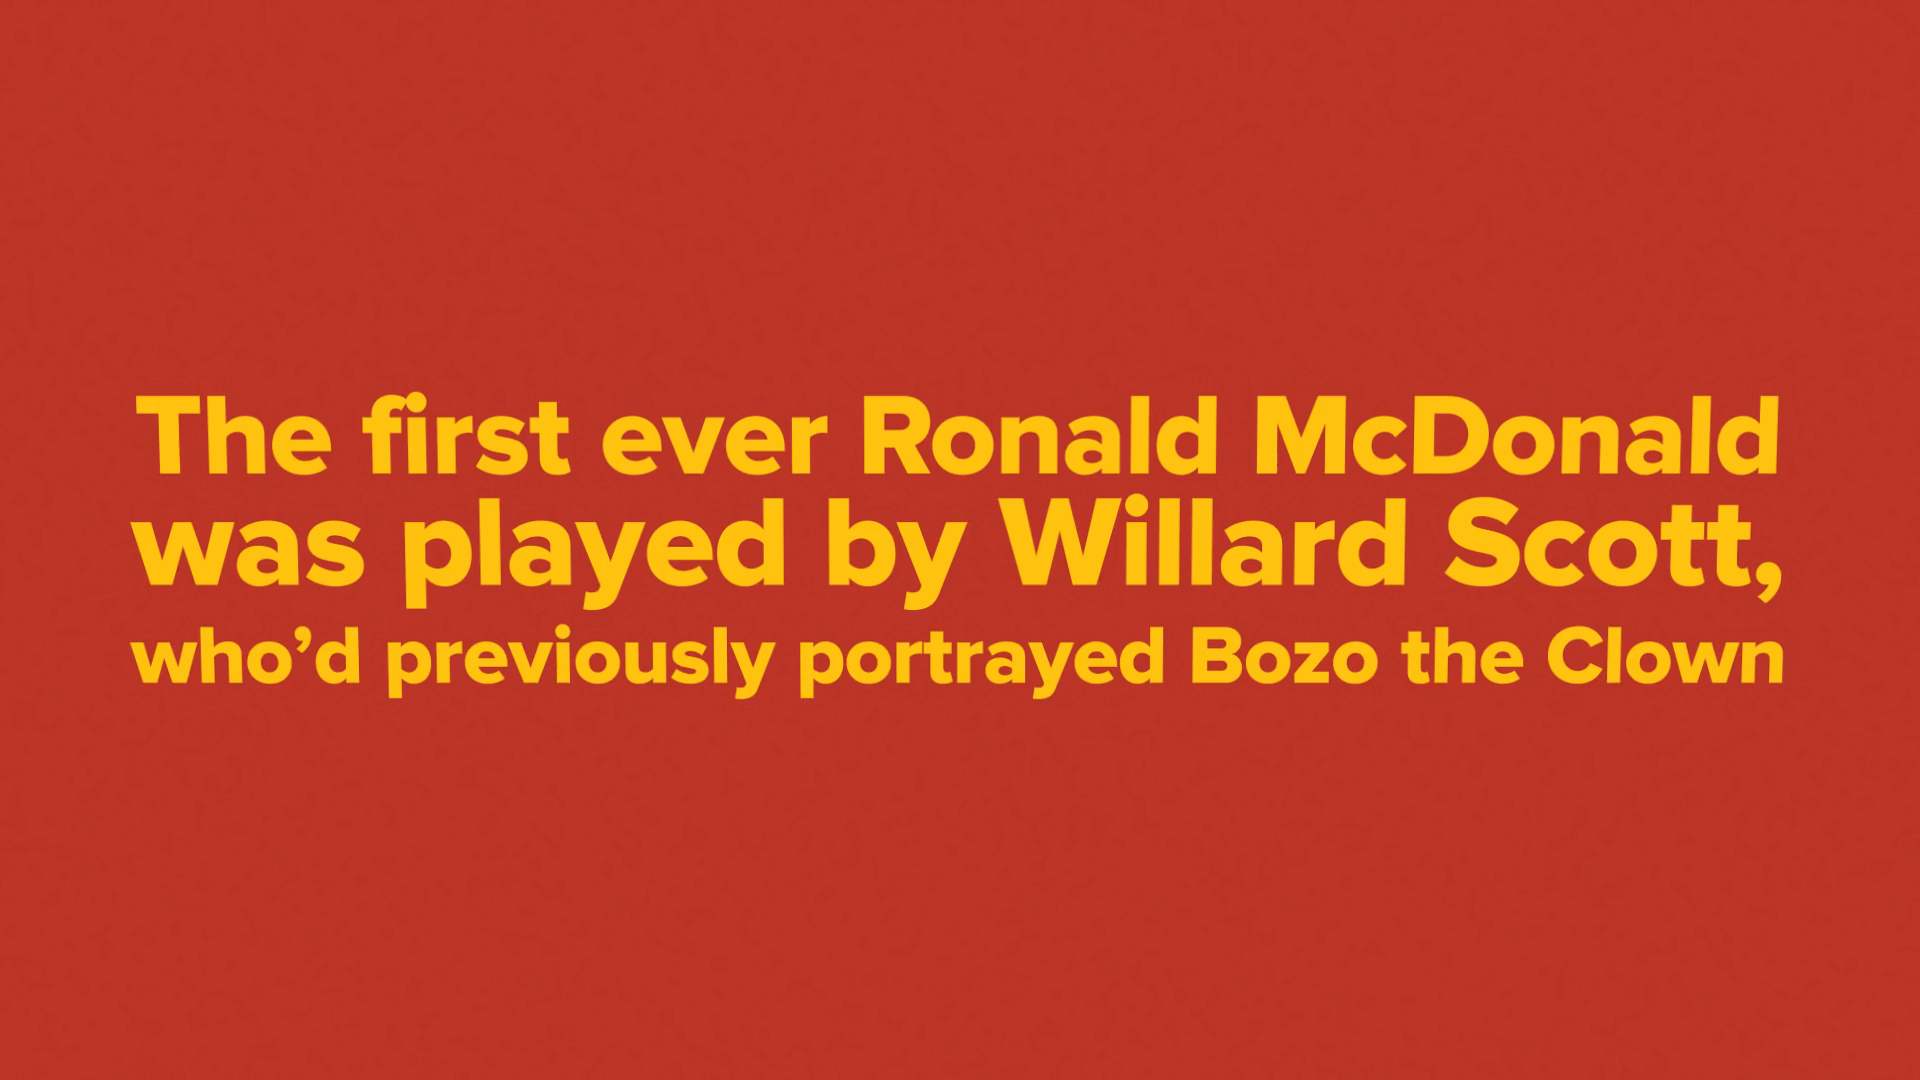 The first ever Ronald McDonald
was played by Willard Scott,
who’d previously portrayed Bozo the Clown